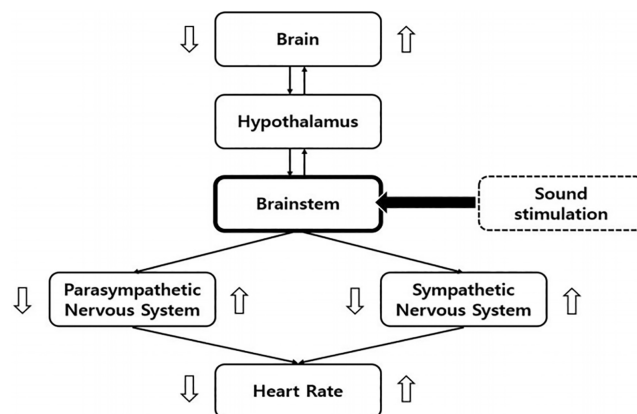 Brain
Hypothalamus
Brainstem
Sound
stimulation
Parasympathetic
Nervous System
Sympathetic
Nervous System
Heart Rate